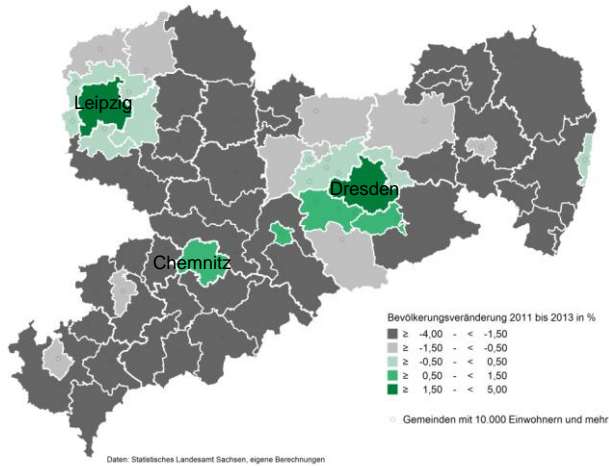 Leipzig
Dresden
Chemnitz
Bevölkerungsveränderung 2011 bis 2013 in %
≥ -4,00 - < -1,50
≥ -1,50 - < -0,50
≥ -0,50 - < 0,50
≥ 0,50 - < 1,50
≥ 1,50 - < 5,00
Gemeinden mit 10.000 Einwohnern und mehr
Daten: Statistisches Landesamt Sachsen, eigene Berechnungen